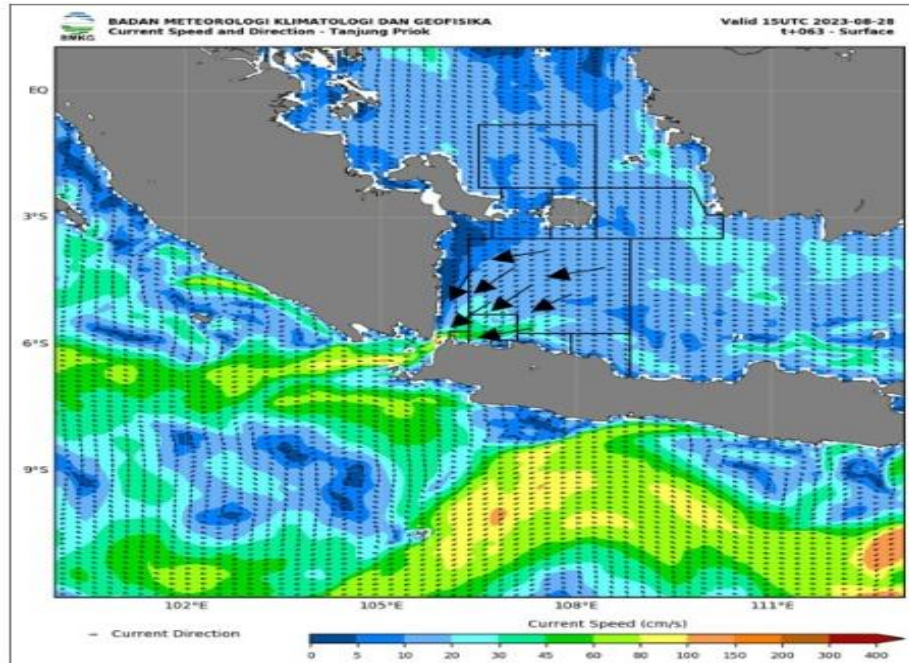 BMKG
BADAN METEOROLOGI KLIMATOLOGI DAN GEOFISIKA
Current Speed and Direction - Tanjung Priok
Valid 15UTC 2023-08-28
t+063 - Surface
EQ
3°S
6°S
9°S
102°E
105°E
108°E
111°E
Current Direction
Current Speed (cm/s)
0 5 10 20 30 45 60 80 100 150 200 300 400